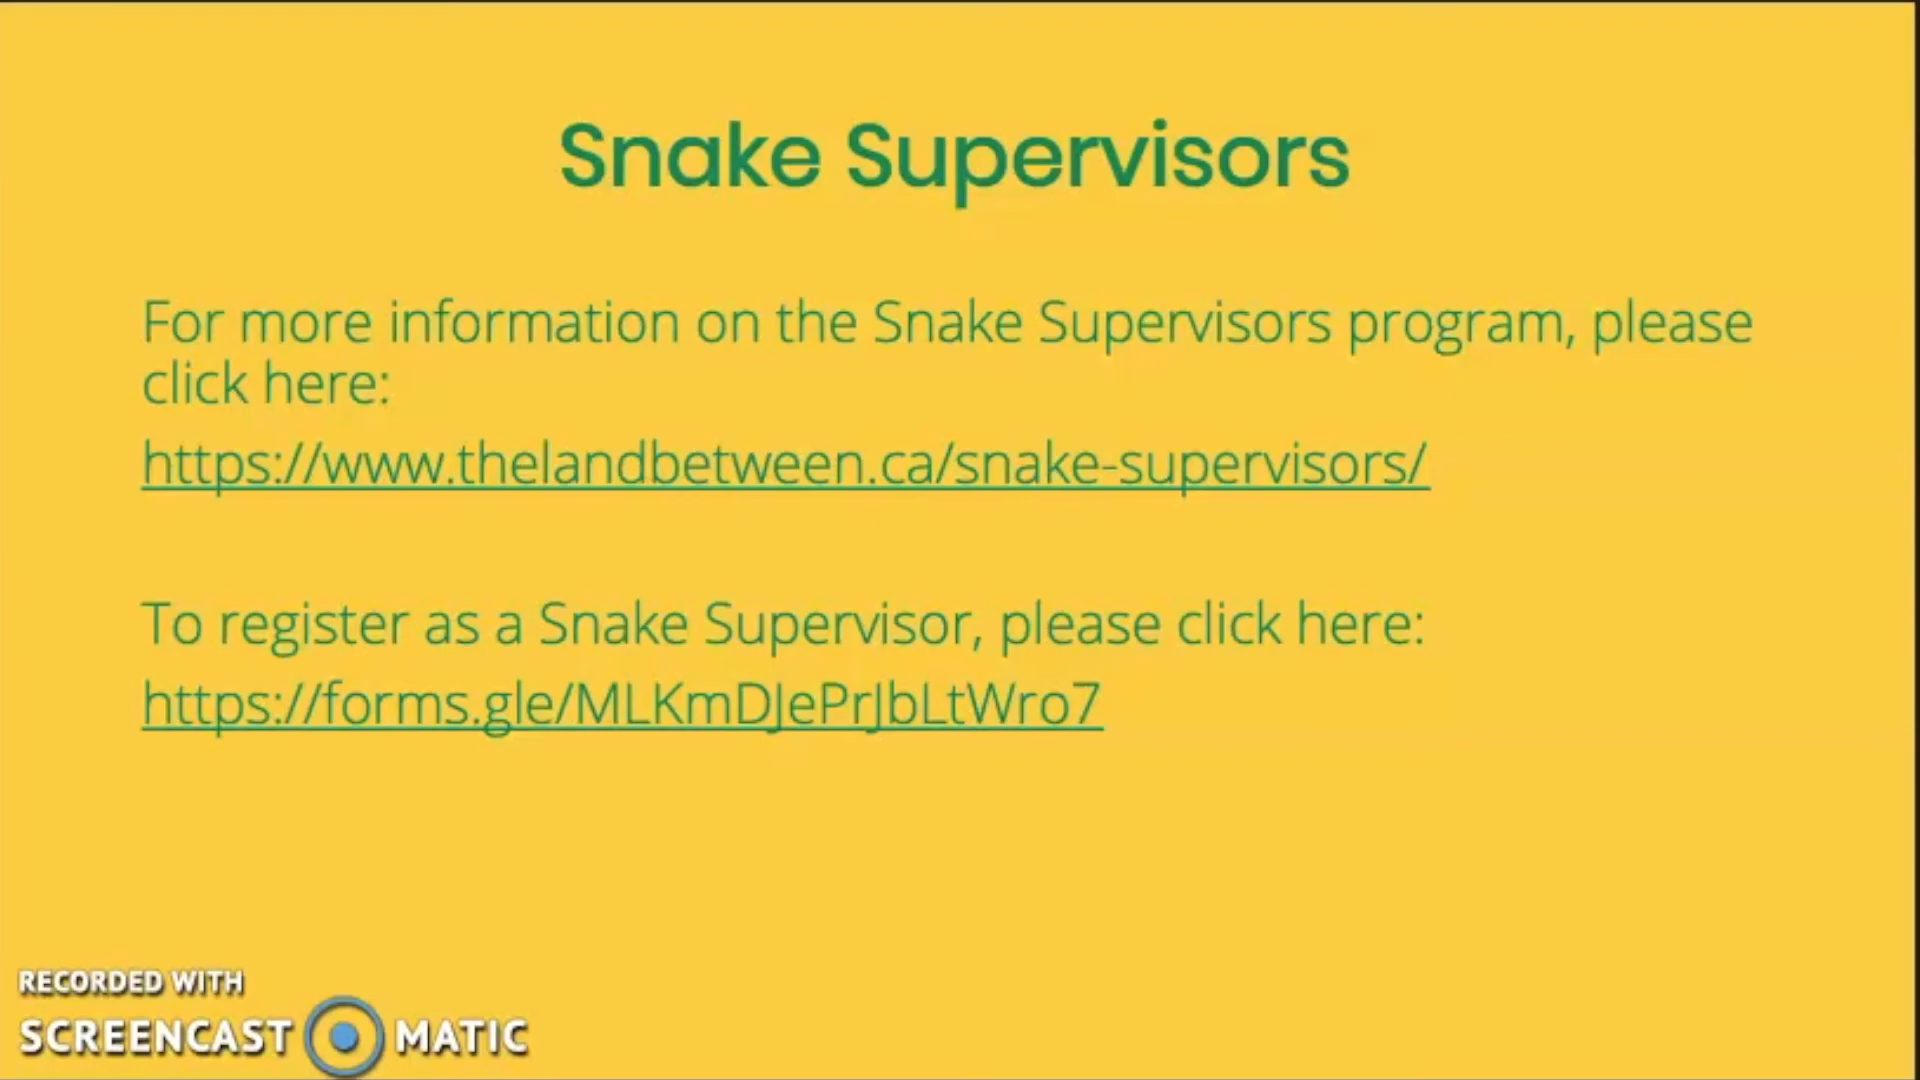 Snake Supervisors
For more information on the Snake Supervisors program, please
click here:
https://www.thelandbetween.ca/snake-supervisors/
To register as a Snake Supervisor, please click here:
https://forms.gle/MLKmDJePrJbLtWro7
RECORDED WITH
SCREENCAST MATIC